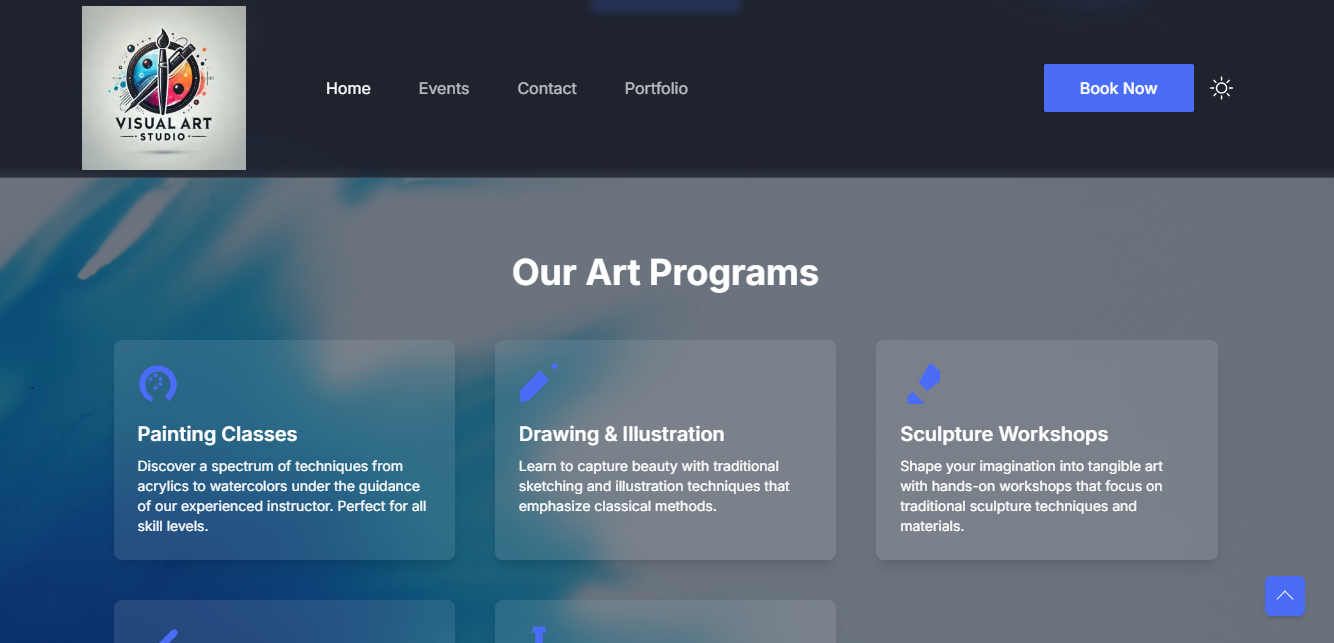 VISUAL ART
STUDIO
Home
Events
Contact
Portfolio
Book Now
Our Art Programs
Painting Classes
Discover a spectrum of techniques from
acrylics to watercolors under the guidance
of our experienced instructor. Perfect for all
skill levels.
Drawing & Illustration
Learn to capture beauty with traditional
sketching and illustration techniques that
emphasize classical methods.
Sculpture Workshops
Shape your imagination into tangible art
with hands-on workshops that focus on
traditional sculpture techniques and
materials.